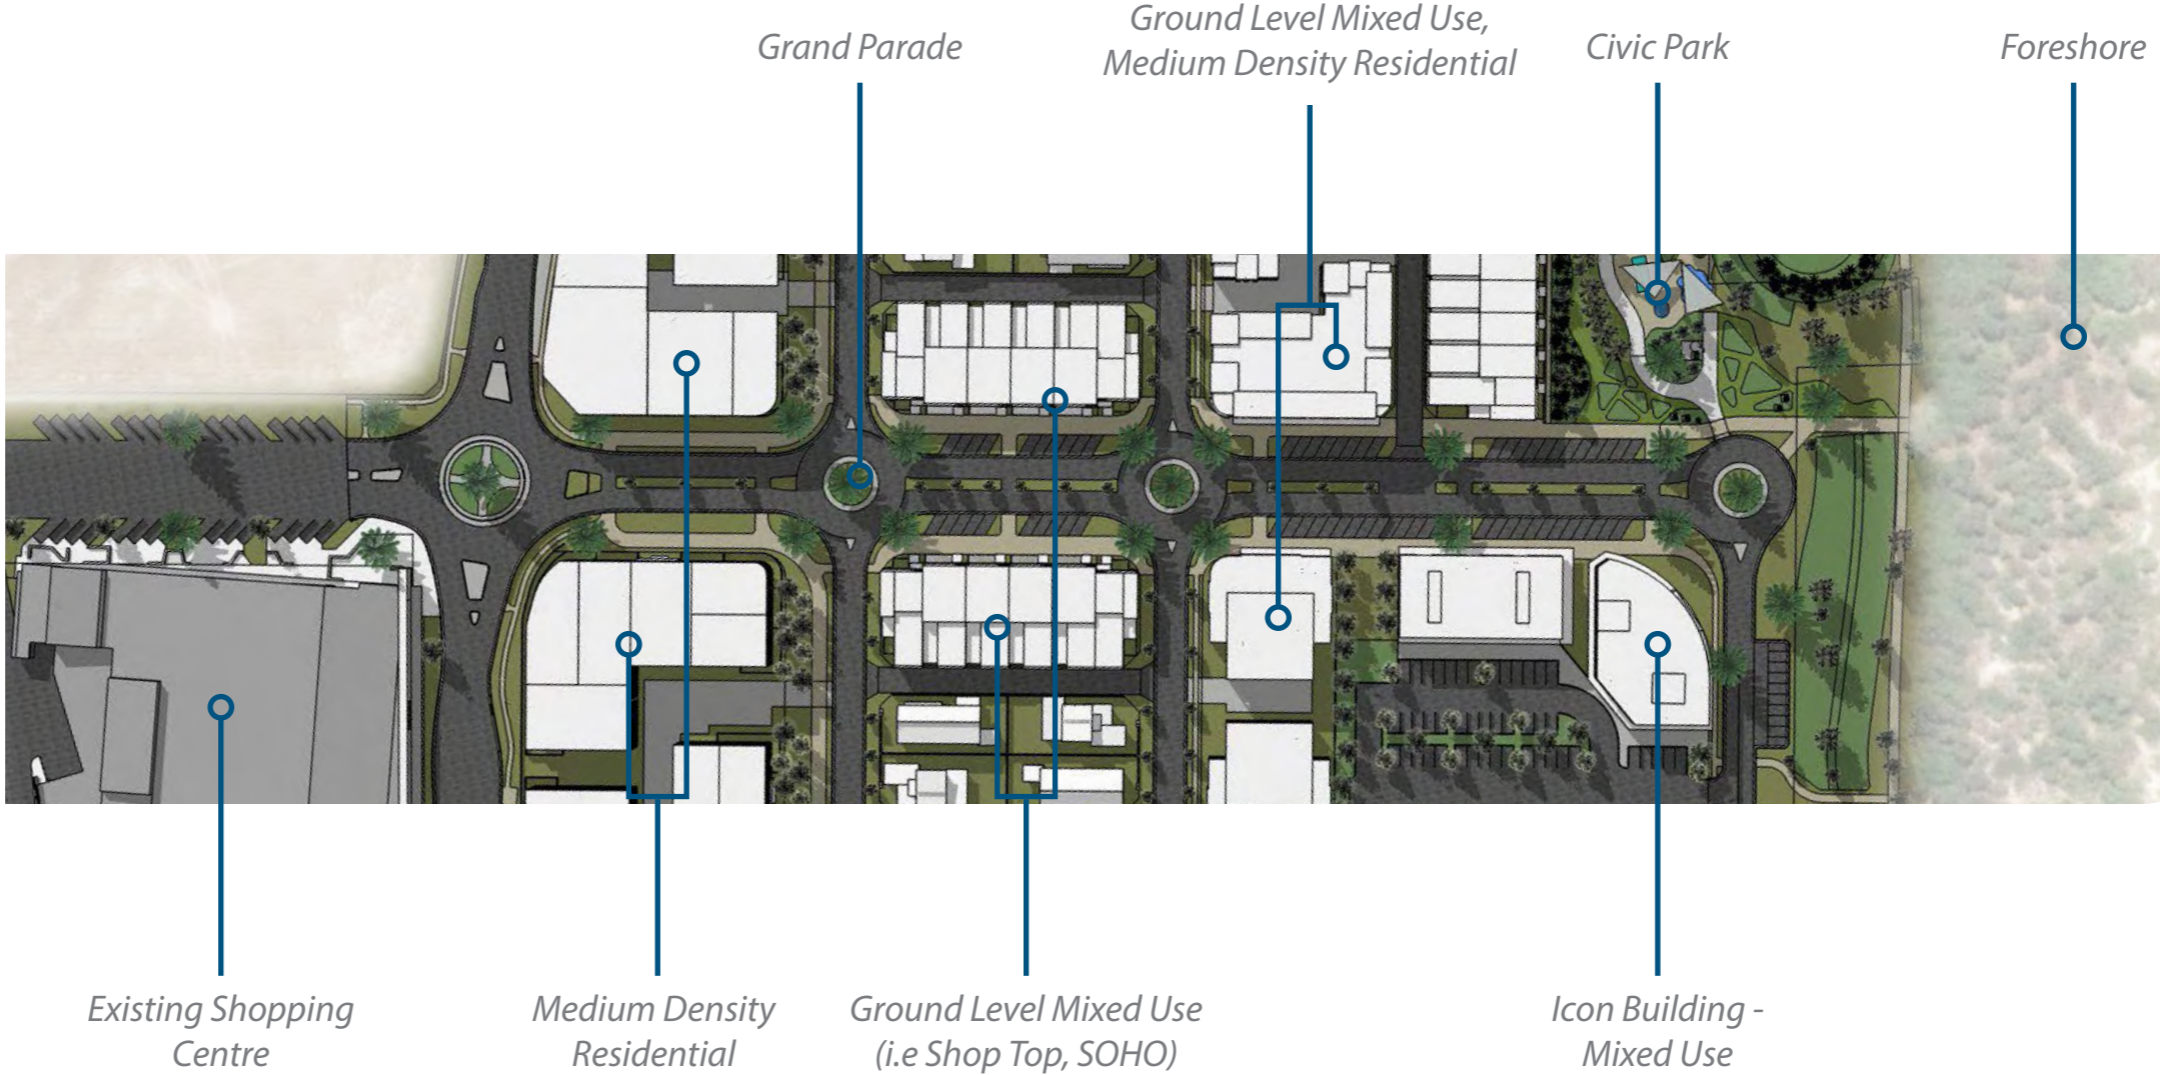 Grand Parade
Ground Level Mixed Use,
Medium Density Residential
Civic Park
Foreshore
Existing Shopping
Centre
Medium Density
Residential
Ground Level Mixed Use
(i.e Shop Top, SOHO)
Icon Building -
Mixed Use